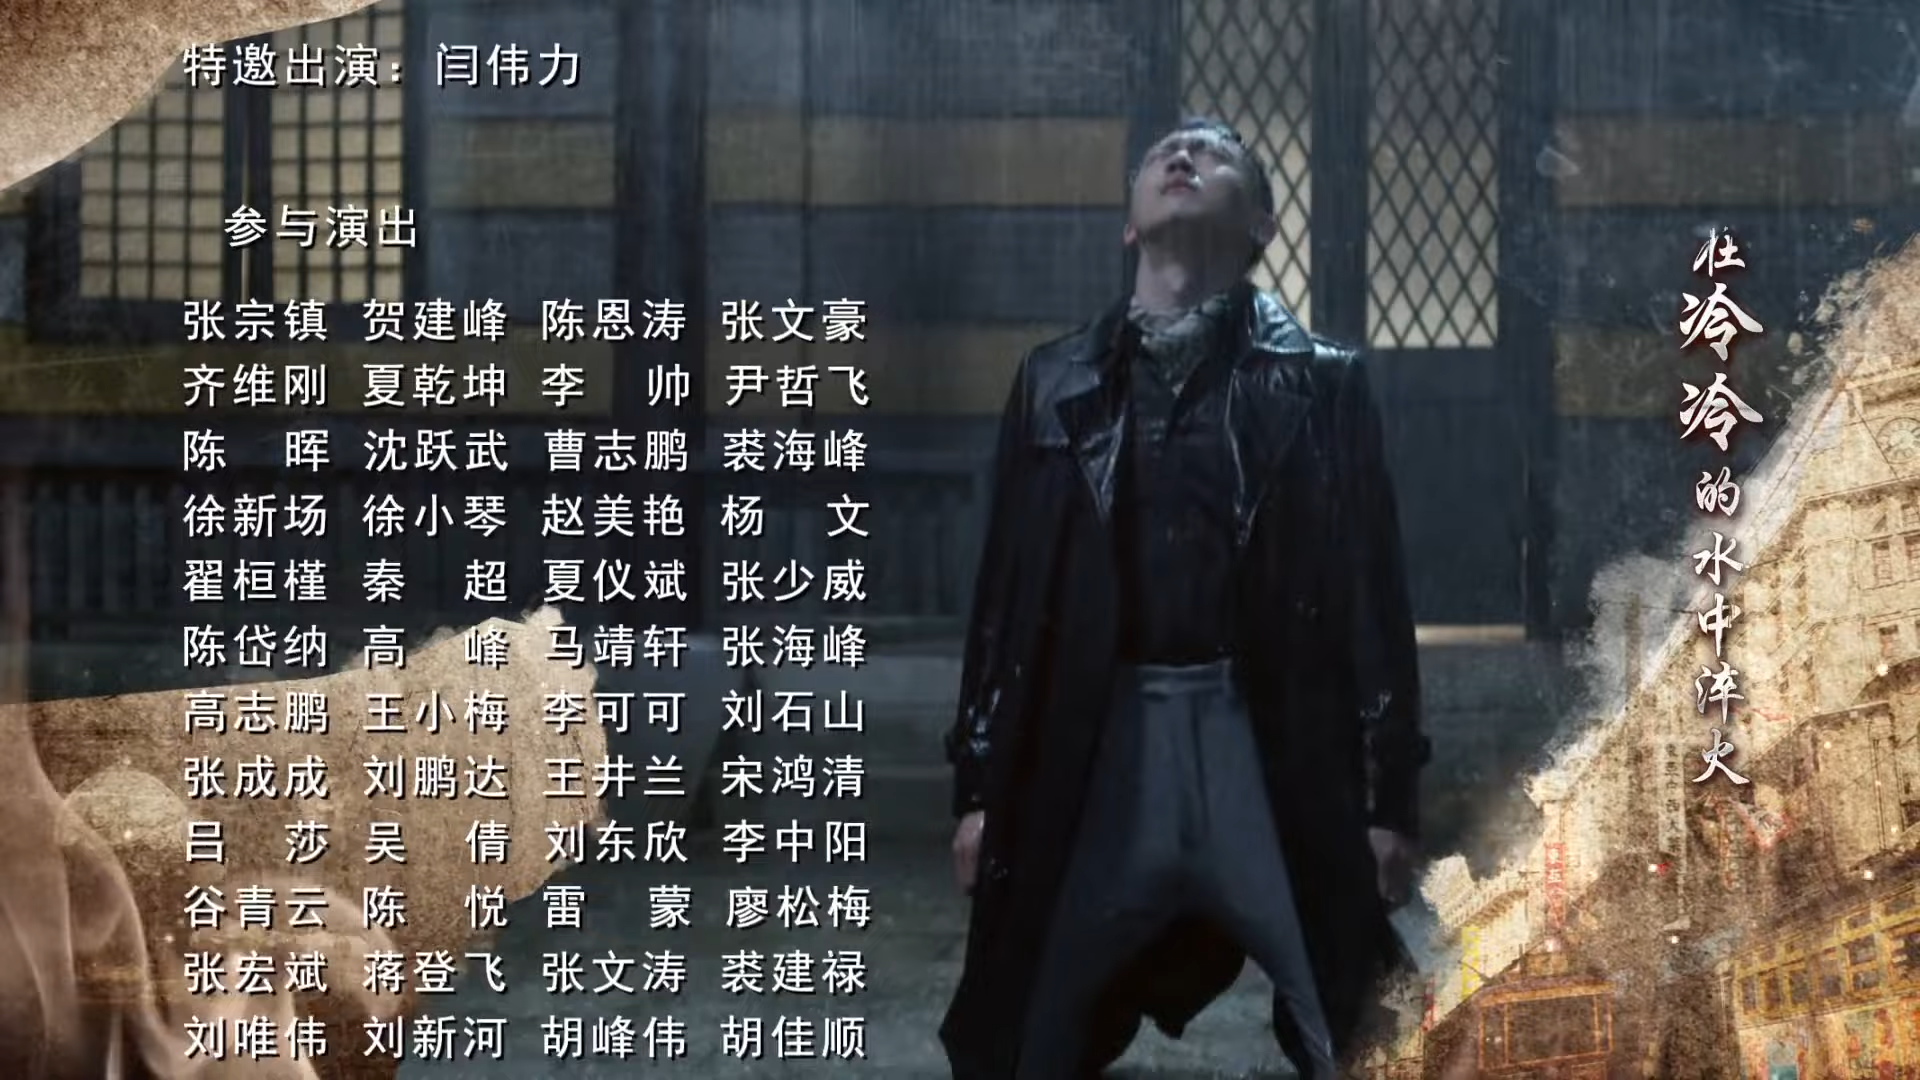 特邀出演：闫伟力
参与演出
张宗镇 贺建峰 陈恩涛 张文豪
齐维刚 夏乾坤 李 帅 尹哲飞
陈 晖 沈跃武 曹志鹏 裘海峰
徐新场 徐小琴 赵美艳 杨 文
翟桓槿 秦 超 夏仪斌 张少威
陈岱纳 高 峰 马靖轩 张海峰
高志鹏 王小梅 李可可 刘石山
张成成 刘鹏达 王井兰 宋鸿清
吕 莎 吴 倩 刘东欣 李中阳
谷青云 陈 悦 雷 蒙 廖松梅
张宏斌 蒋登飞 张文涛 裘建禄
刘唯伟 刘新河 胡峰伟 胡佳顺
壮冷冷的水中淬火